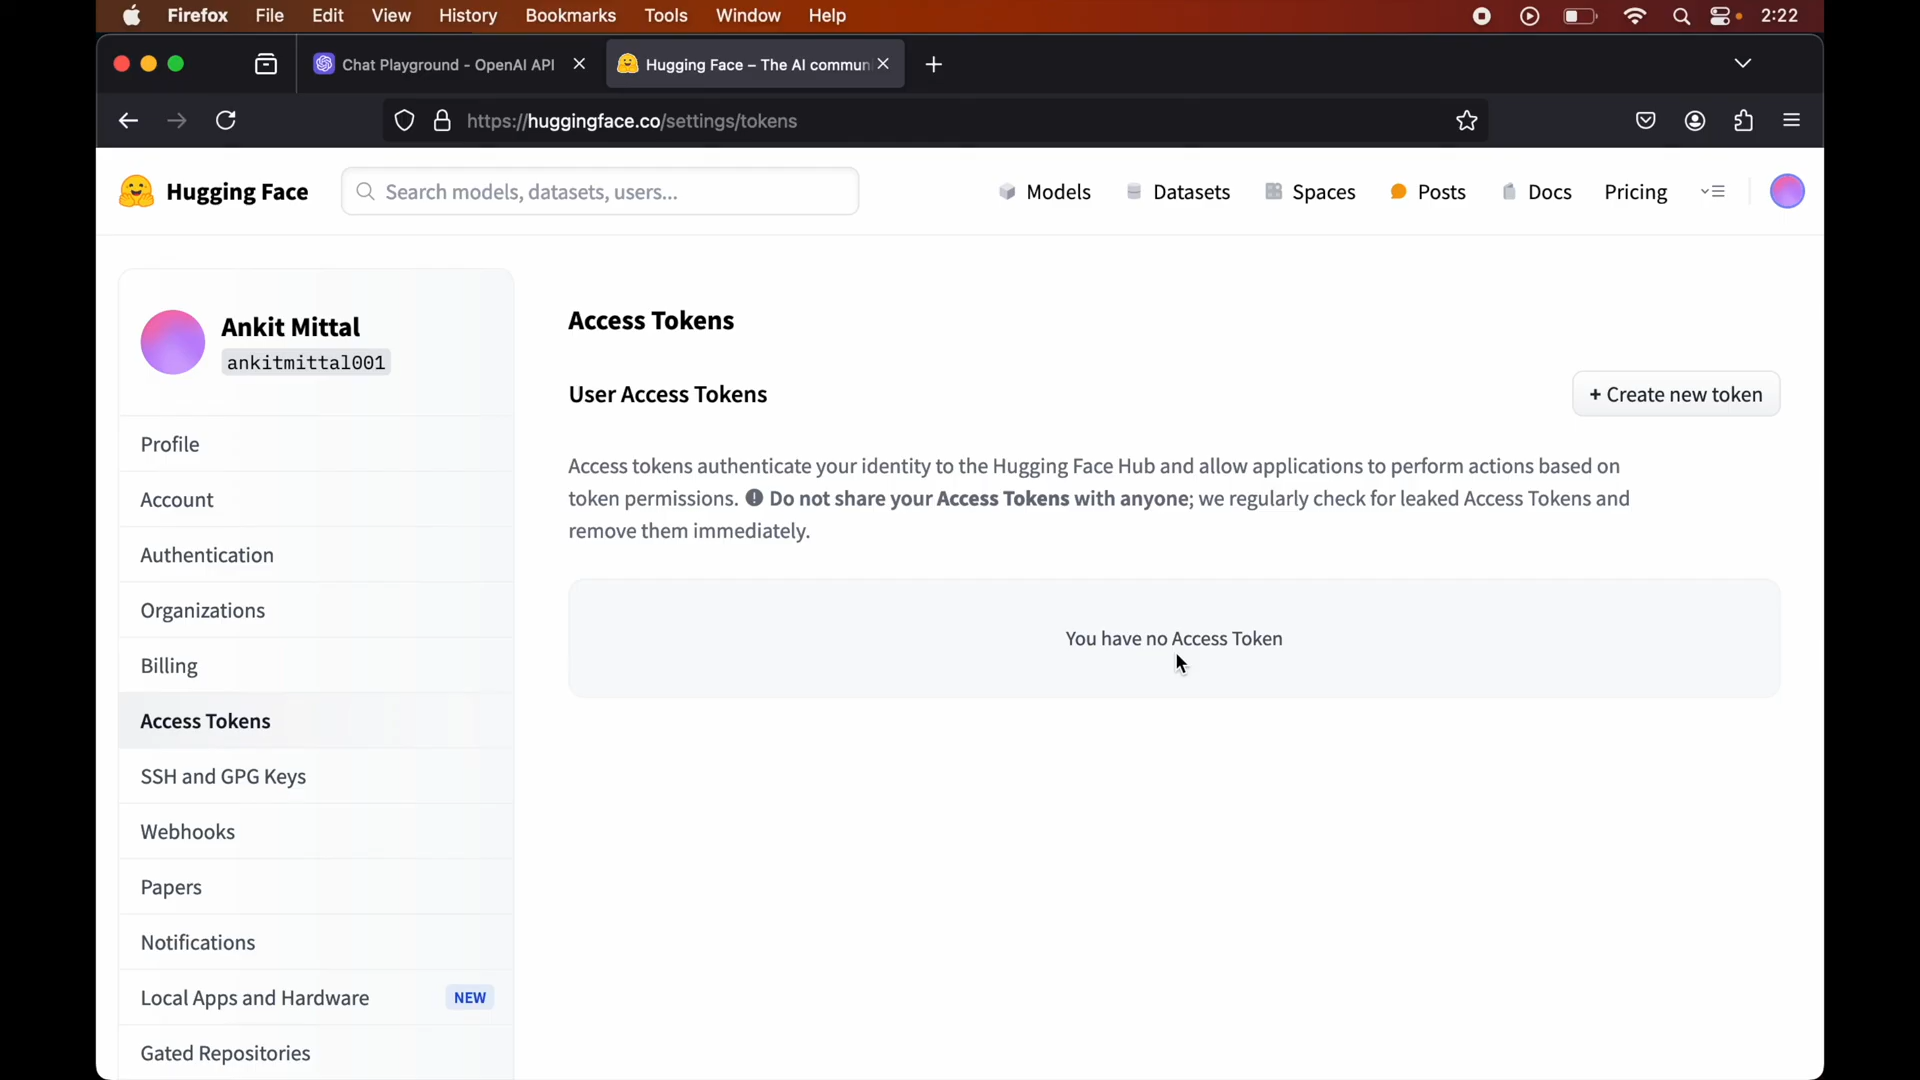 Firefox File Edit View History Bookmarks Tools Window Help 2:22
Chat Playground - OpenAI API Hugging Face – The AI commun
https://huggingface.co/settings/tokens
Hugging Face Search models, datasets, users... Models Datasets Spaces Posts Docs Pricing
Ankit Mittal
ankitmittal001
Profile
Account
Authentication
Organizations
Billing
Access Tokens
SSH and GPG Keys
Webhooks
Papers
Notifications
Local Apps and Hardware NEW
Gated Repositories
Access Tokens
User Access Tokens
+ Create new token
Access tokens authenticate your identity to the Hugging Face Hub and allow applications to perform actions based on
token permissions. Do not share your Access Tokens with anyone; we regularly check for leaked Access Tokens and
remove them immediately.
You have no Access Token